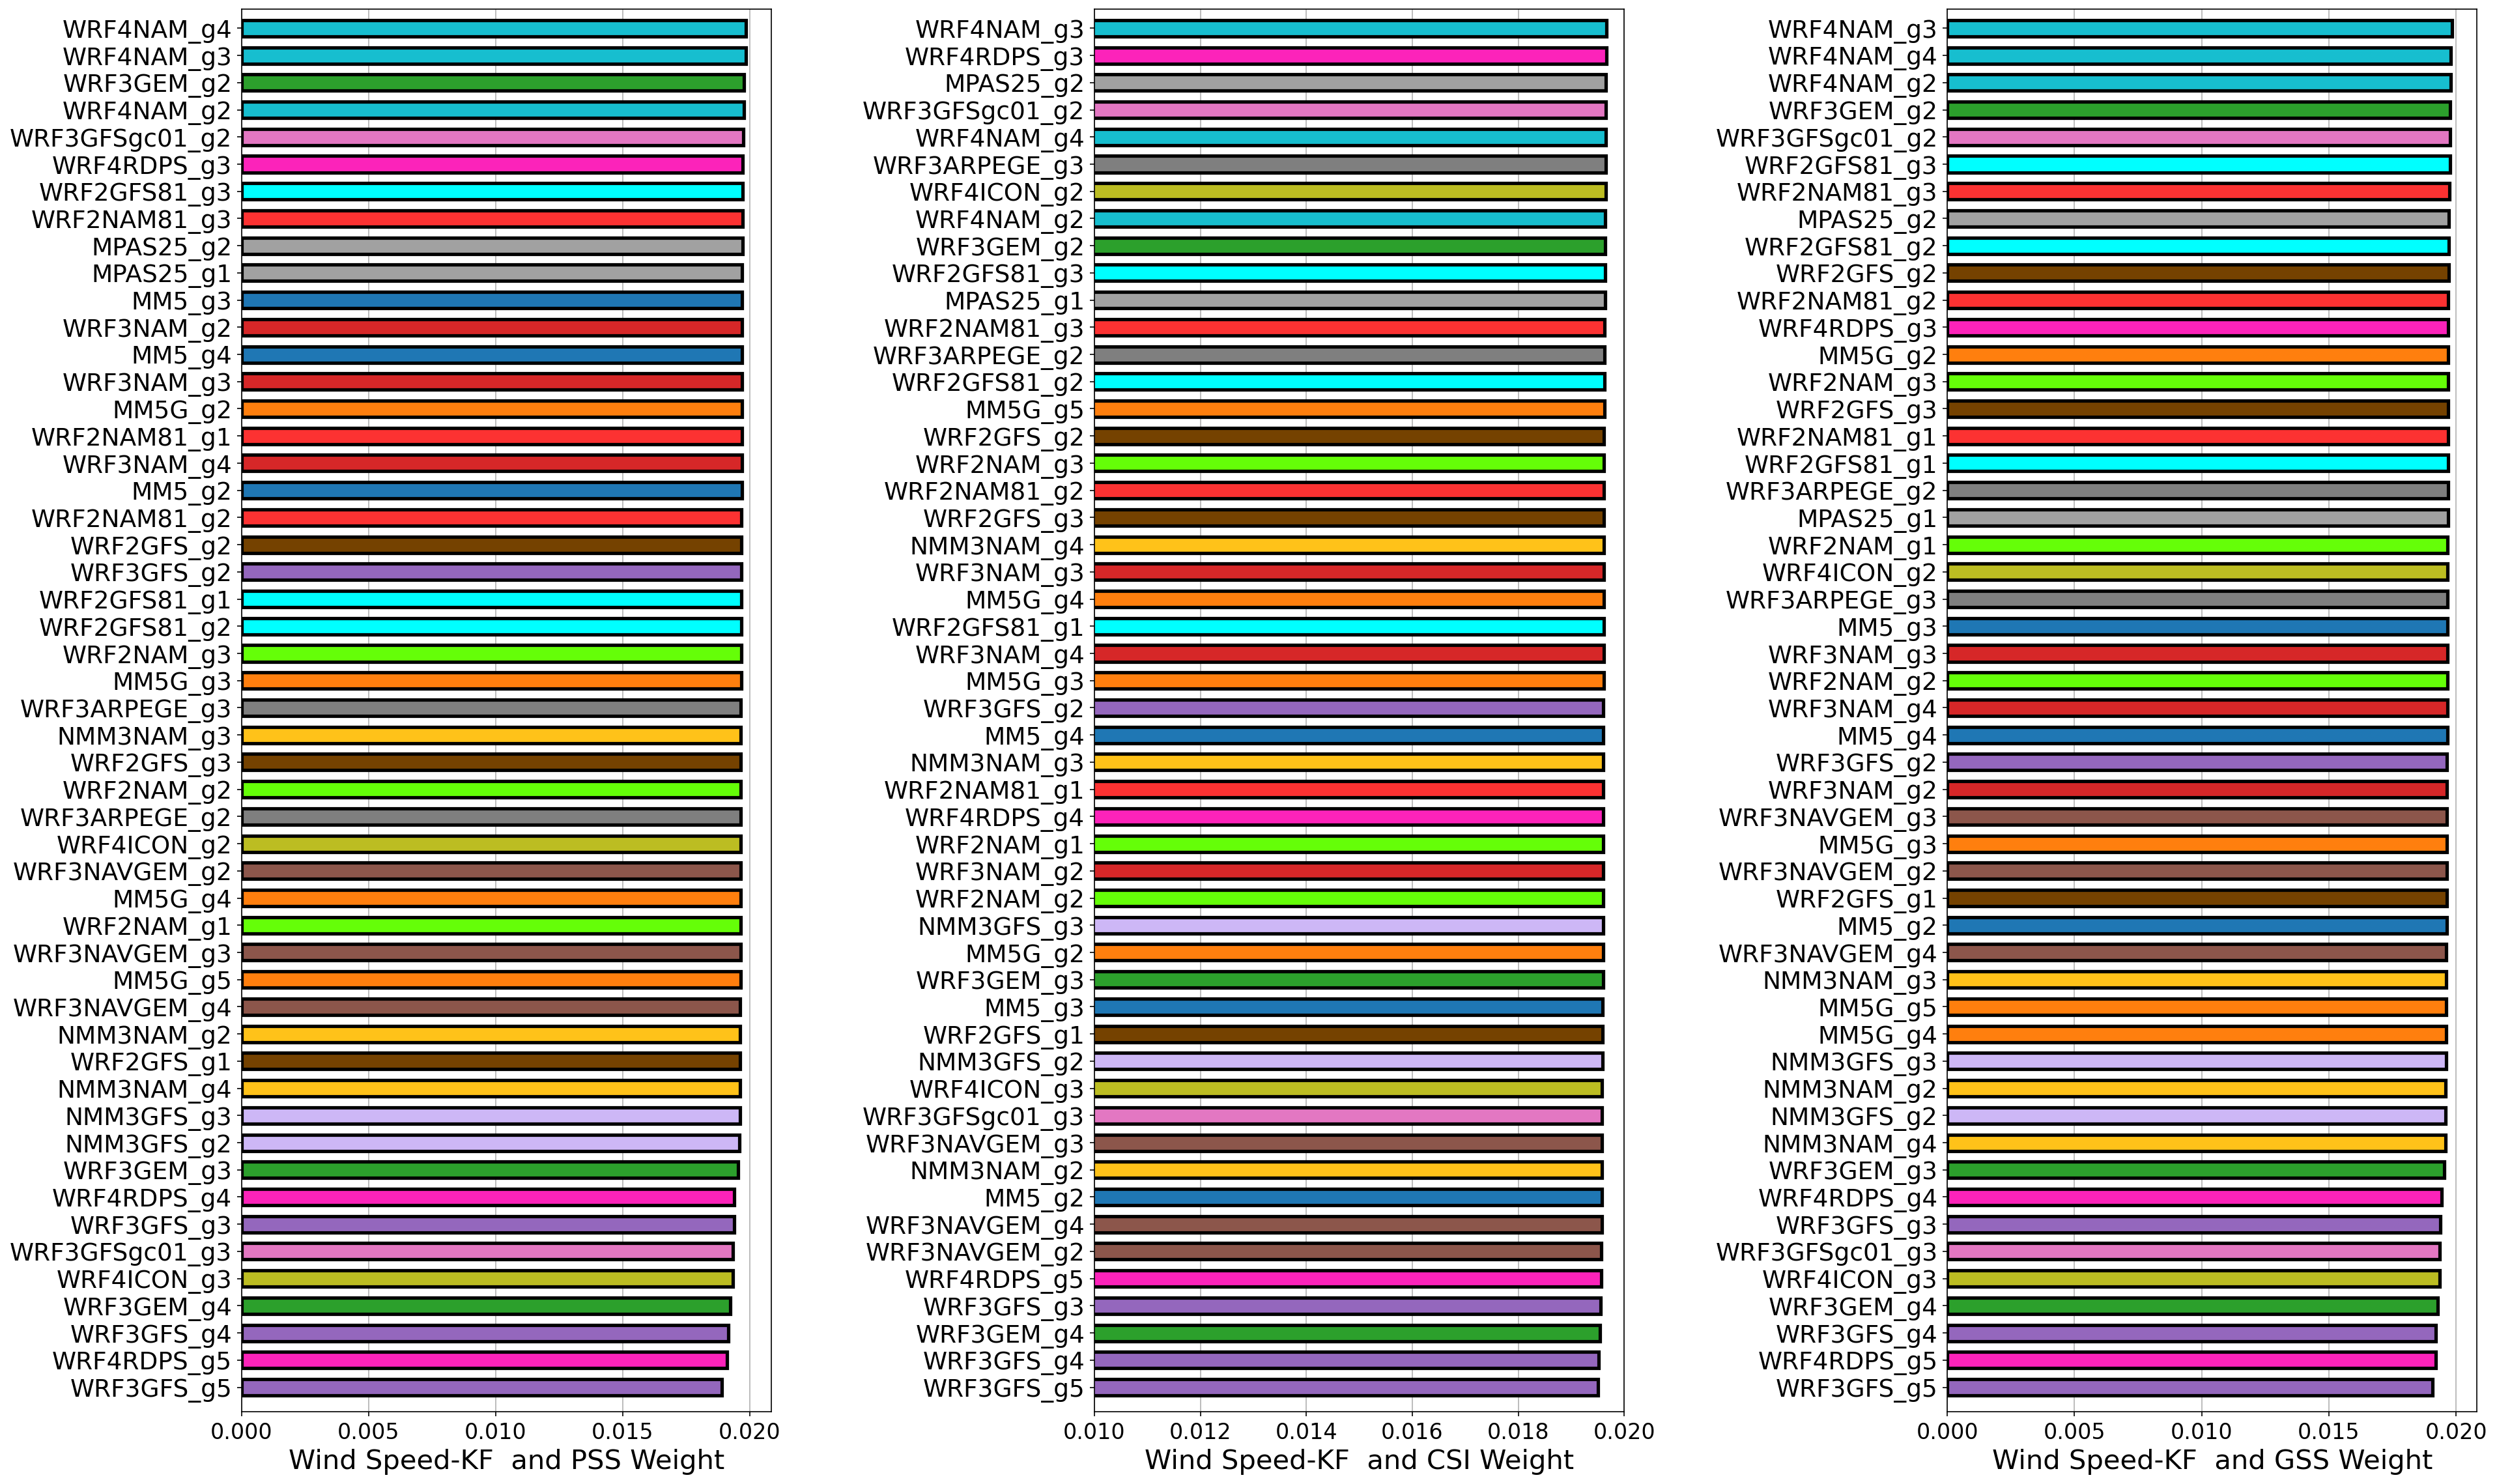 WRF4NAM_g4
WRF4NAM_g3
WRF3GEM_g2
WRF4NAM_g2
WRF3GFSgc01_g2
WRF4RDPS_g3
WRF2GFS81_g3
WRF2NAM81_g3
MPAS25_g2
MPAS25_g1
MM5_g3
WRF3NAM_g2
MM5_g4
WRF3NAM_g3
MM5G_g2
WRF2NAM81_g1
WRF3NAM_g4
MM5_g2
WRF2NAM81_g2
WRF2GFS_g2
WRF3GFS_g2
WRF2GFS81_g1
WRF2GFS81_g2
WRF2NAM_g3
MM5G_g3
WRF3ARPEGE_g3
NMM3NAM_g3
WRF2GFS_g3
WRF2NAM_g2
WRF3ARPEGE_g2
WRF4ICON_g2
WRF3NAVGEM_g2
MM5G_g4
WRF2NAM_g1
WRF3NAVGEM_g3
MM5G_g5
WRF3NAVGEM_g4
NMM3NAM_g2
WRF2GFS_g1
NMM3NAM_g4
NMM3GFS_g3
NMM3GFS_g2
WRF3GEM_g3
WRF4RDPS_g4
WRF3GFS_g3
WRF3GFSgc01_g3
WRF4ICON_g3
WRF3GEM_g4
WRF3GFS_g4
WRF4RDPS_g5
WRF3GFS_g5
0.000 0.005 0.010 0.015 0.020
Wind Speed-KF  and PSS Weight
WRF4NAM_g3
WRF4RDPS_g3
MPAS25_g2
WRF3GFSgc01_g2
WRF4NAM_g4
WRF3ARPEGE_g3
WRF4ICON_g2
WRF4NAM_g2
WRF3GEM_g2
WRF2GFS81_g3
MPAS25_g1
WRF2NAM81_g3
WRF3ARPEGE_g2
WRF2GFS81_g2
MM5G_g5
WRF2GFS_g2
WRF2NAM_g3
WRF2NAM81_g2
WRF2GFS_g3
NMM3NAM_g4
WRF3NAM_g3
MM5G_g4
WRF2GFS81_g1
WRF3NAM_g4
MM5G_g3
WRF3GFS_g2
MM5_g4
NMM3NAM_g3
WRF2NAM81_g1
WRF4RDPS_g4
WRF2NAM_g1
WRF3NAM_g2
WRF2NAM_g2
NMM3GFS_g3
MM5G_g2
WRF3GEM_g3
MM5_g3
WRF2GFS_g1
NMM3GFS_g2
WRF4ICON_g3
WRF3GFSgc01_g3
WRF3NAVGEM_g3
NMM3NAM_g2
MM5_g2
WRF3NAVGEM_g4
WRF3NAVGEM_g2
WRF4RDPS_g5
WRF3GFS_g3
WRF3GEM_g4
WRF3GFS_g4
WRF3GFS_g5
0.010 0.012 0.014 0.016 0.018 0.020
Wind Speed-KF  and CSI Weight
WRF4NAM_g3
WRF4NAM_g4
WRF4NAM_g2
WRF3GEM_g2
WRF3GFSgc01_g2
WRF2GFS81_g3
WRF2NAM81_g3
MPAS25_g2
WRF2GFS81_g2
WRF2GFS_g2
WRF2NAM81_g2
WRF4RDPS_g3
MM5G_g2
WRF2NAM_g3
WRF2GFS_g3
WRF2NAM81_g1
WRF2GFS81_g1
WRF3ARPEGE_g2
MPAS25_g1
WRF2NAM_g1
WRF4ICON_g2
WRF3ARPEGE_g3
MM5_g3
WRF3NAM_g3
WRF2NAM_g2
WRF3NAM_g4
MM5_g4
WRF3GFS_g2
WRF3NAM_g2
WRF3NAVGEM_g3
MM5G_g3
WRF3NAVGEM_g2
WRF2GFS_g1
MM5_g2
WRF3NAVGEM_g4
NMM3NAM_g3
MM5G_g5
MM5G_g4
NMM3GFS_g3
NMM3NAM_g2
NMM3GFS_g2
NMM3NAM_g4
WRF3GEM_g3
WRF4RDPS_g4
WRF3GFS_g3
WRF3GFSgc01_g3
WRF4ICON_g3
WRF3GEM_g4
WRF3GFS_g4
WRF4RDPS_g5
WRF3GFS_g5
0.000 0.005 0.010 0.015 0.020
Wind Speed-KF  and GSS Weight